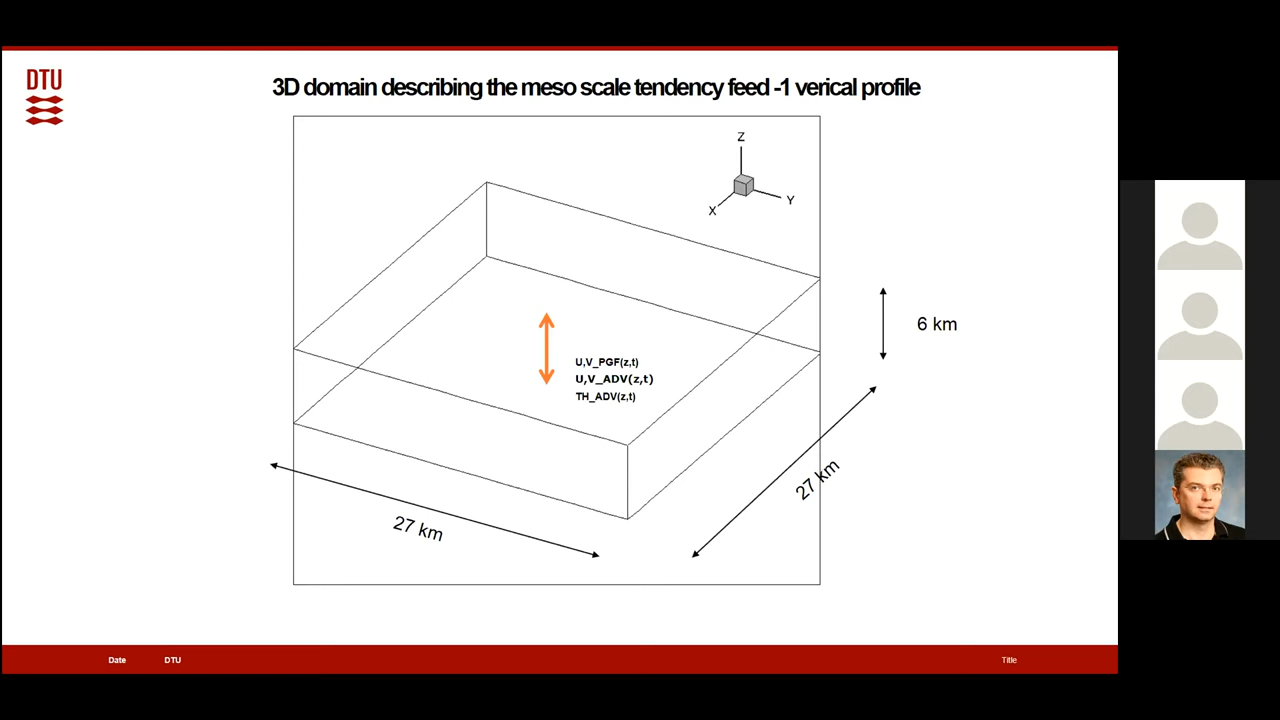 DTU
3D domain describing the meso scale tendency feed -1 verical profile
Z
Y
X
6 km
U,V_PGF(z,t)
U,V_ADV(z,t)
TH_ADV(z,t)
27 km
27 km
Date DTU Title